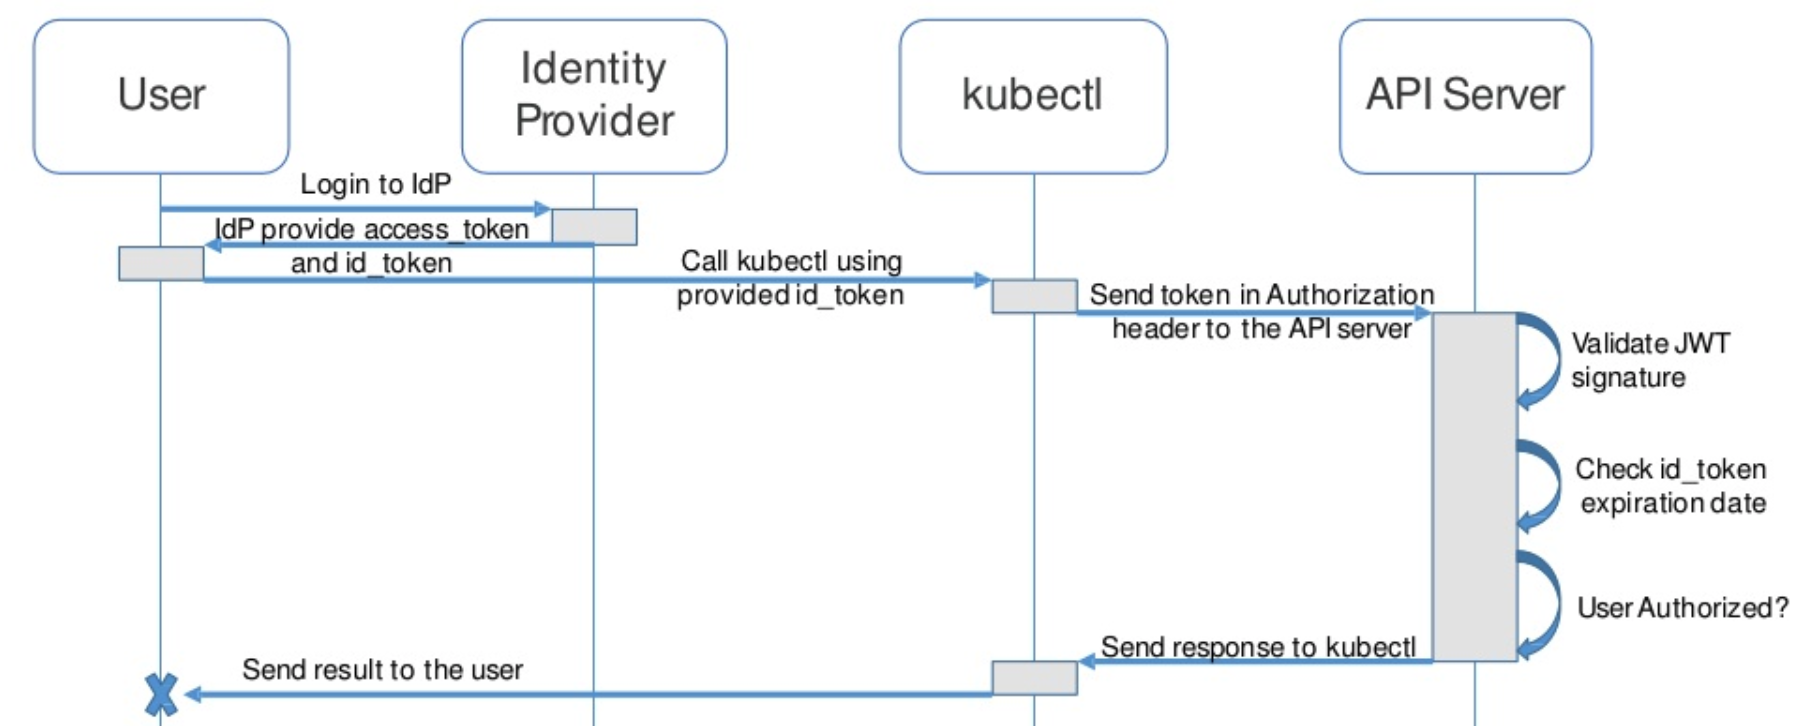 User
Identity
Provider
kubectl
API Server
Login to IdP
IdP provide access_token
and id_token
Call kubectl using
provided id_token
Send token in Authorization
header to the API server
Validate JWT
signature
Check id_token
expiration date
User Authorized?
Send response to kubectl
Send result to the user